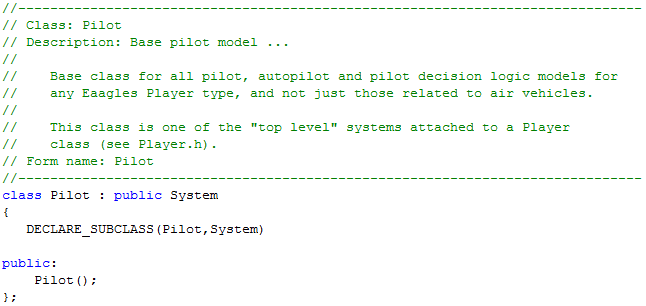 //------------------------------------------------------------------------------
// Class: Pilot
// Description: Base pilot model ...
//
//    Base class for all pilot, autopilot and pilot decision logic models for
//    any Eaagles Player type, and not just those related to air vehicles.
//
//    This class is one of the "top level" systems attached to a Player
//    class (see Player.h).
// Form name: Pilot
//------------------------------------------------------------------------------
class Pilot : public System
{
   DECLARE_SUBCLASS(Pilot,System)
public:
    Pilot();
};